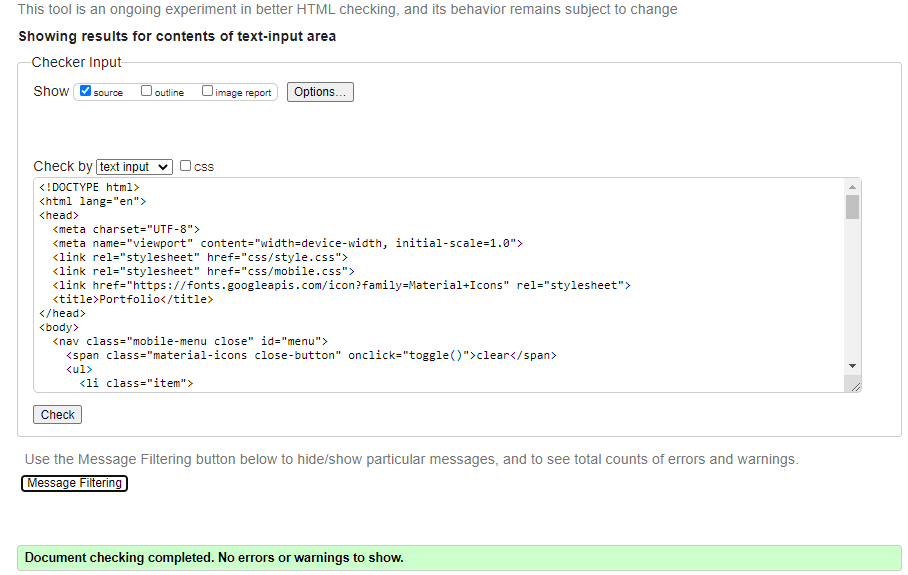 This tool is an ongoing experiment in better HTML checking, and its behavior remains subject to change
Showing results for contents of text-input area
Checker Input
Show source outline image report Options...
Check by text input css
<!DOCTYPE html>
<html lang="en">
<head>
<meta charset="UTF-8">
<meta name="viewport" content="width=device-width, initial-scale=1.0">
<link rel="stylesheet" href="css/style.css">
<link rel="stylesheet" href="css/mobile.css">
<link href="https://fonts.googleapis.com/icon?family=Material+Icons" rel="stylesheet">
<title>Portfolio</title>
</head>
<body>
<nav class="mobile-menu close" id="menu">
<span class="material-icons close-button" onclick="toggle()">clear</span>
<ul>
<li class="item">
Check
Use the Message Filtering button below to hide/show particular messages, and to see total counts of errors and warnings.
Message Filtering
Document checking completed. No errors or warnings to show.